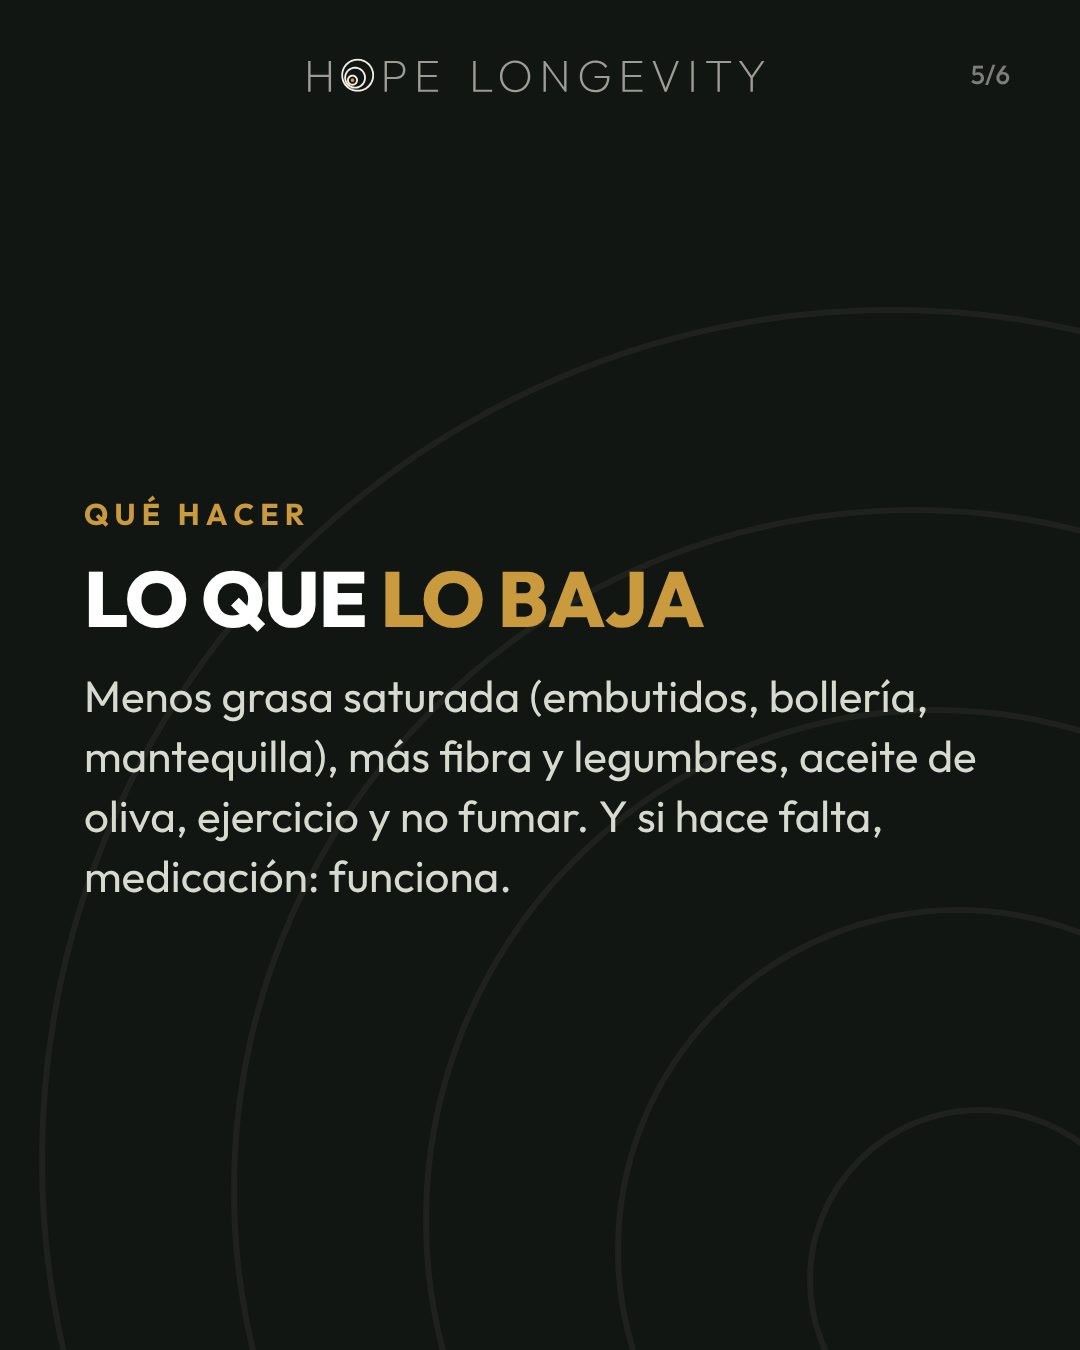 HOPE LONGEVITY
5/6
QUÉ HACER
LO QUE LO BAJA
Menos grasa saturada (embutidos, bollería,
mantequilla), más fibra y legumbres, aceite de
oliva, ejercicio y no fumar. Y si hace falta,
medicación: funciona.